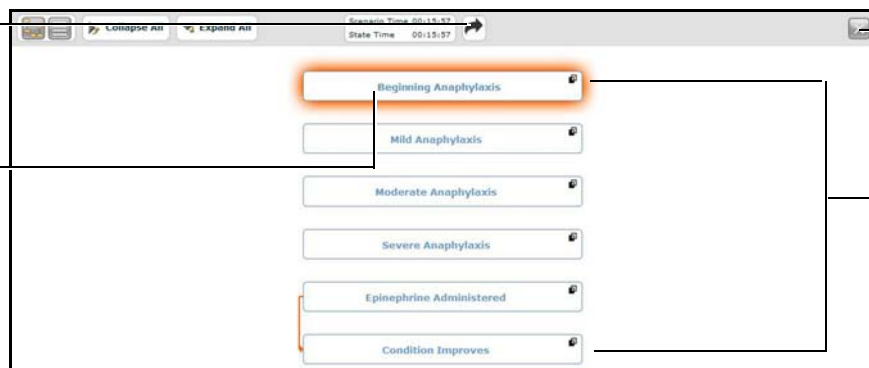 Collapse All Expand All Scenario Time 00:15:57
State Time 00:15:57
Beginning Anaphylaxis
Mild Anaphylaxis
Moderate Anaphylaxis
Severe Anaphylaxis
Epinephrine Administered
Condition Improves